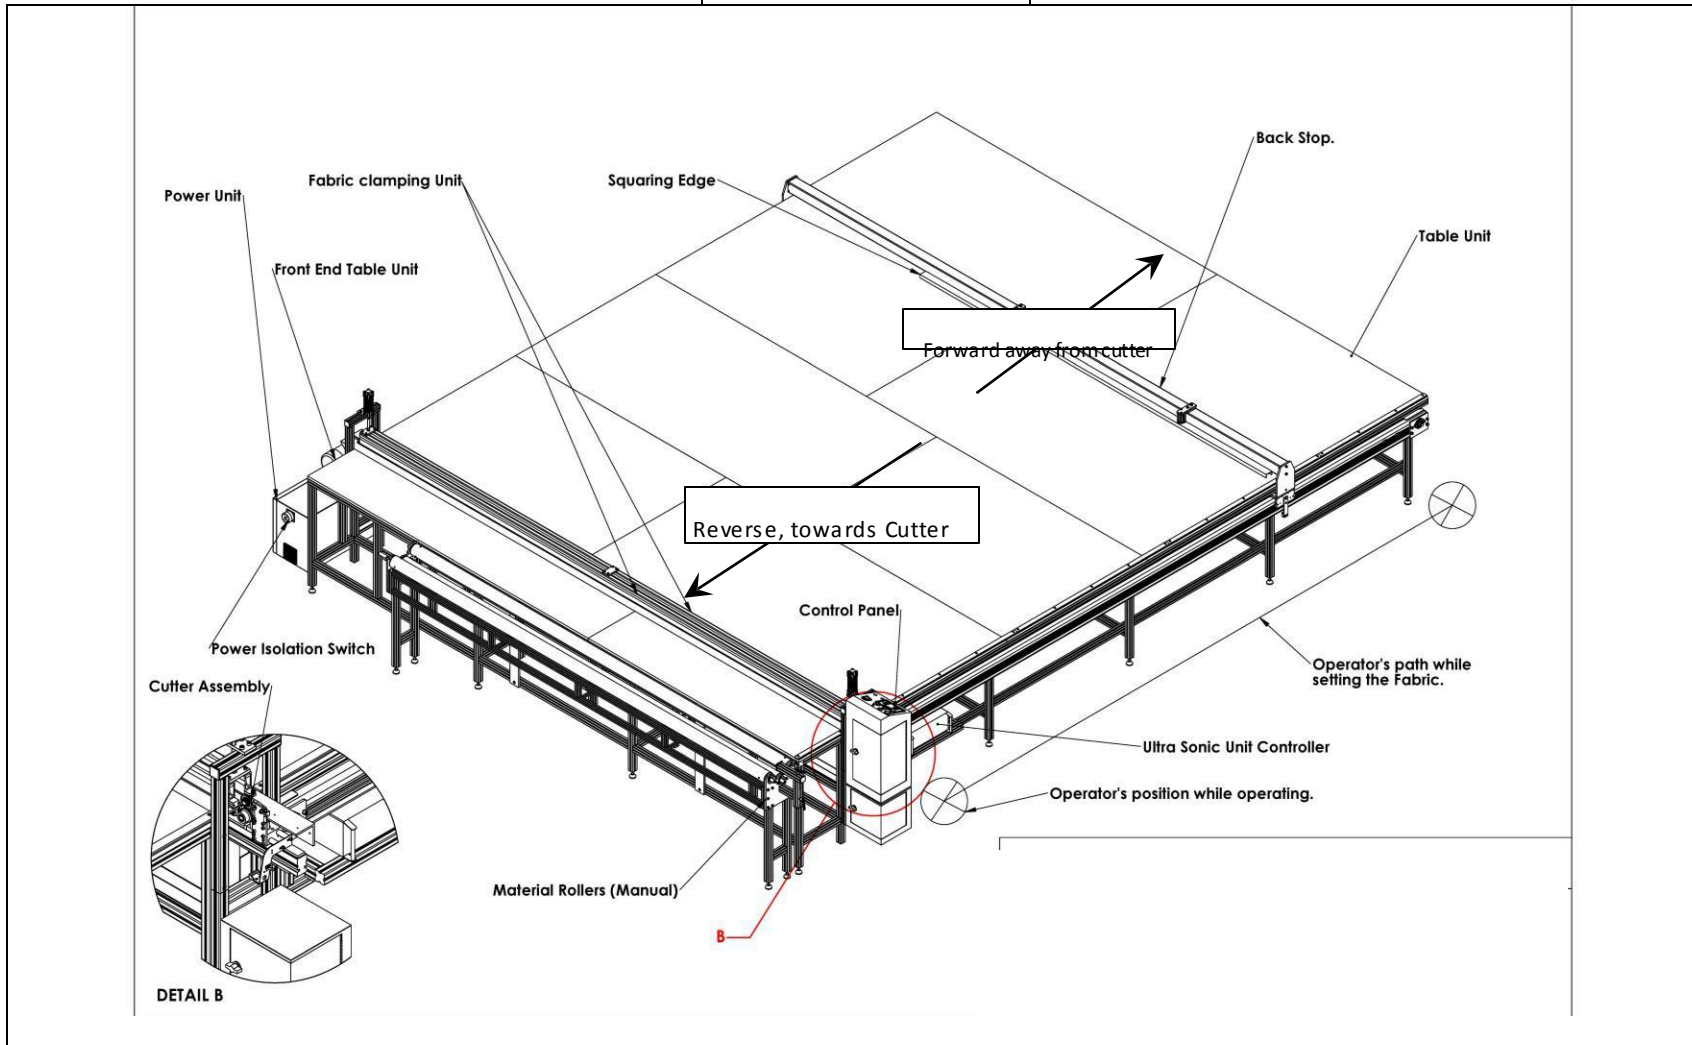 Back Stop.
Fabric clamping Unit
Squaring Edge
Power Unit
Table Unit
Front End Table Unit
Forward away from cutter
Reverse, towards Cutter
Control Panel
Power Isolation Switch
Operator's path while
setting the Fabric.
Cutter Assembly
Ultra Sonic Unit Controller
Operator's position while operating.
Material Rollers (Manual)
B
DETAIL B